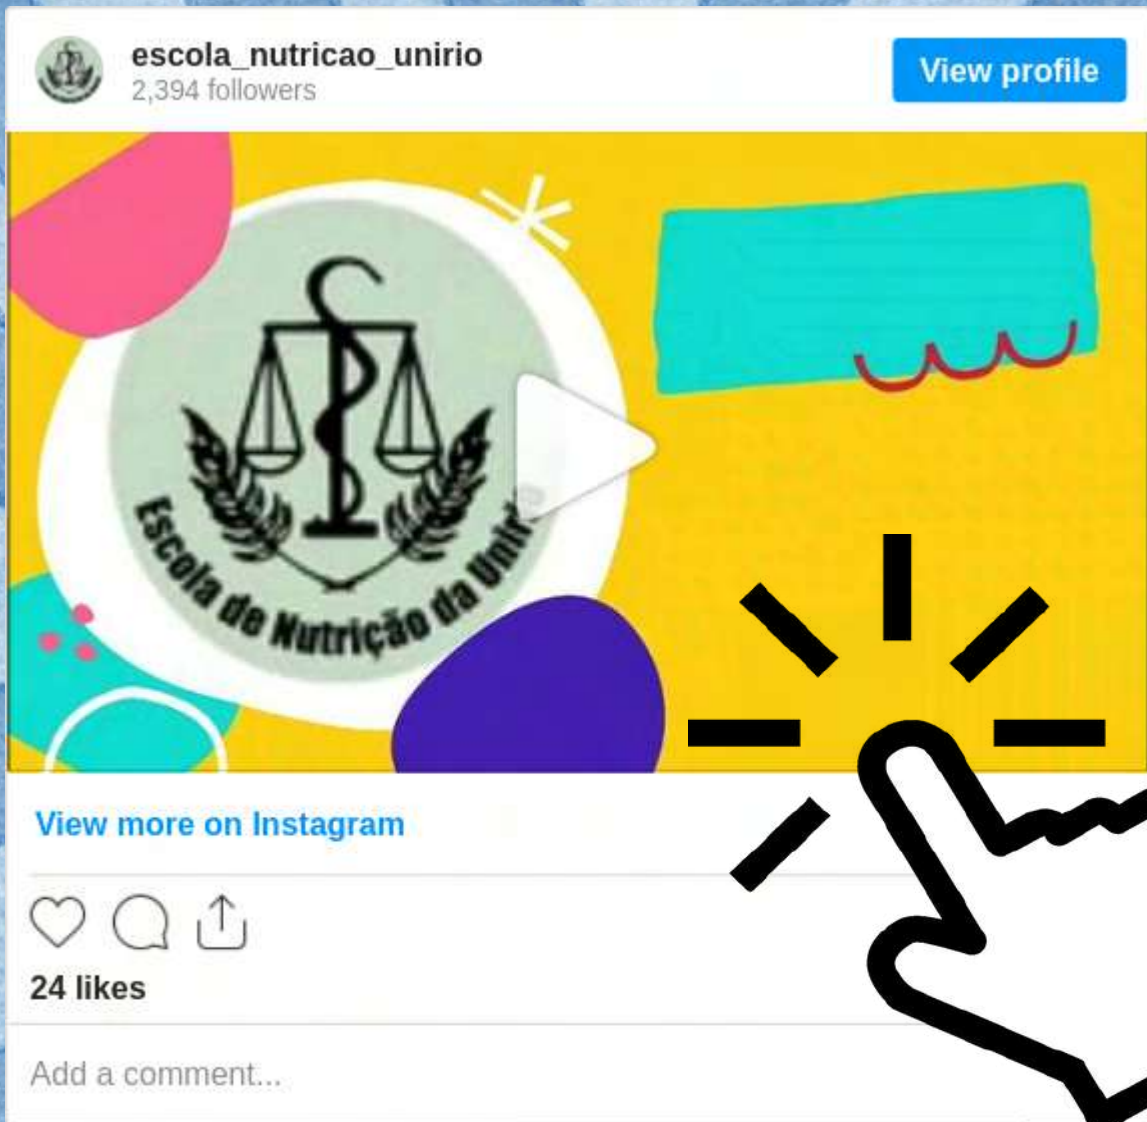 escola_nutricao_unirio
2,394 followers
View profile
Escola de Nutrição da Unirio
View more on Instagram
24 likes
Add a comment...